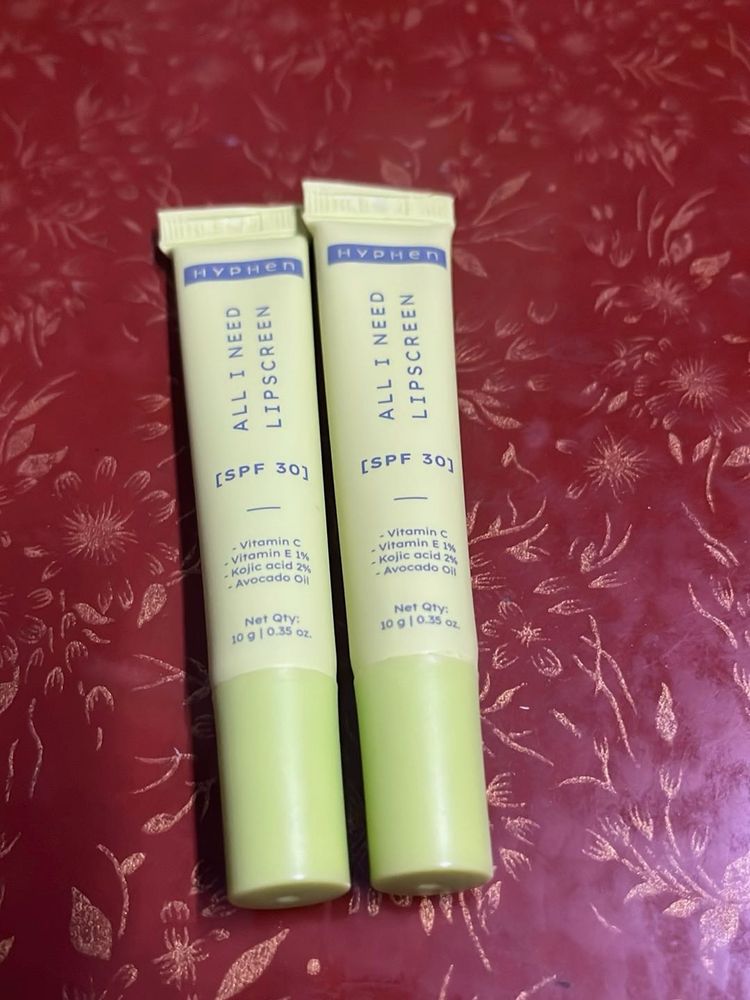 HYPHEN
ALL I NEED
LIPSCREEN
[SPF 30]
- Vitamin C
- Vitamin E 1%
- Kojic acid 2%
- Avocado Oil
Net Qty:
10 g | 0.35 oz.
HYPHEN
ALL I NEED
LIPSCREEN
[SPF 30]
- Vitamin C
- Vitamin E 1%
- Kojic acid 2%
- Avocado Oil
Net Qty:
10 g | 0.35 oz.